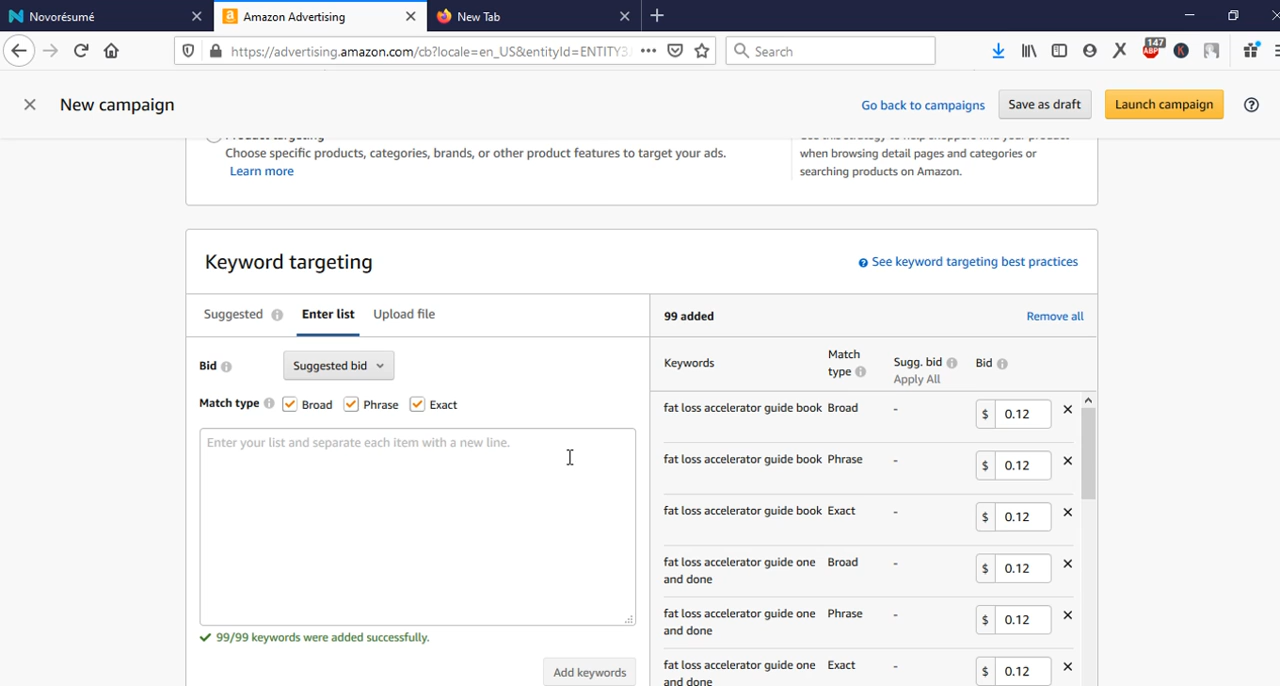 Novorésumé
Amazon Advertising
New Tab
https://advertising.amazon.com/cb?locale=en_US&entityId=ENTITY3
Search
147
ABP
K
New campaign
Go back to campaigns
Save as draft
Launch campaign
Choose specific products, categories, brands, or other product features to target your ads.
Learn more
when browsing detail pages and categories or
searching products on Amazon.
Keyword targeting
See keyword targeting best practices
Suggested
Enter list
Upload file
99 added
Remove all
Bid
Suggested bid
Keywords
Match
type
Sugg. bid
Apply All
Bid
Match type
Broad
Phrase
Exact
Enter your list and separate each item with a new line.
fat loss accelerator guide book Broad - $ 0.12
fat loss accelerator guide book Phrase - $ 0.12
fat loss accelerator guide book Exact - $ 0.12
fat loss accelerator guide one Broad - $ 0.12
and done
fat loss accelerator guide one Phrase - $ 0.12
and done
fat loss accelerator guide one Exact - $ 0.12
and done
99/99 keywords were added successfully.
Add keywords